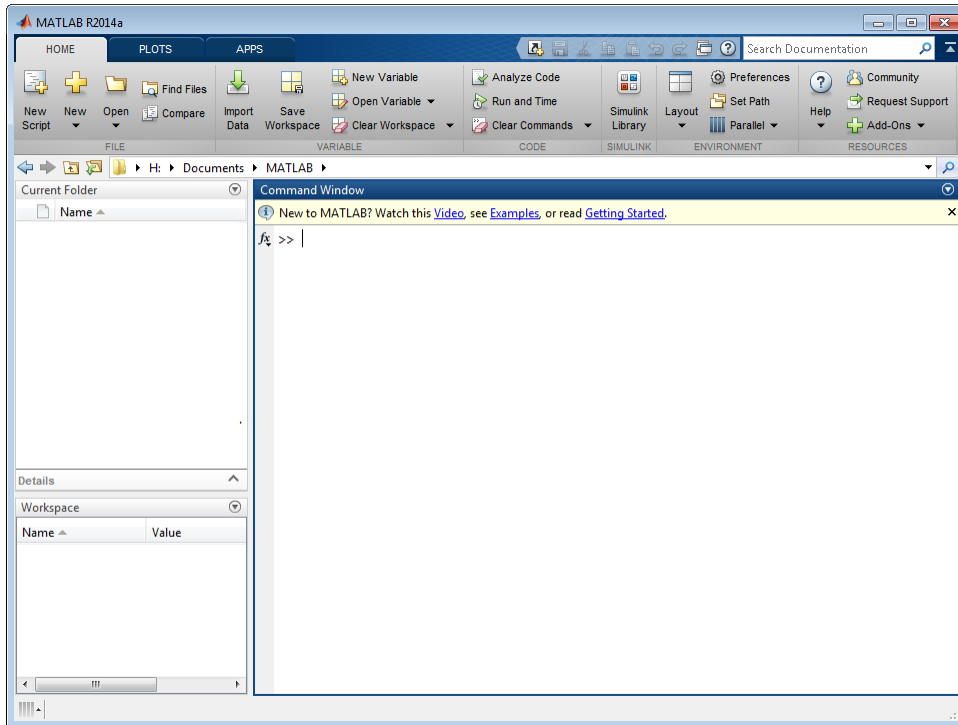 MATLAB R2014a
HOME PLOTS APPS Search Documentation
New Script New Open Find Files Compare
FILE
Import Data Save Workspace New Variable Open Variable Clear Workspace
VARIABLE
Analyze Code Run and Time Clear Commands
CODE
Simulink Library
SIMULINK
Layout Preferences Set Path Parallel
ENVIRONMENT
Help Community Request Support Add-Ons
RESOURCES
H: Documents MATLAB
Current Folder
Name
Details
Workspace
Name Value
Command Window
New to MATLAB? Watch this Video, see Examples, or read Getting Started.
fx >>